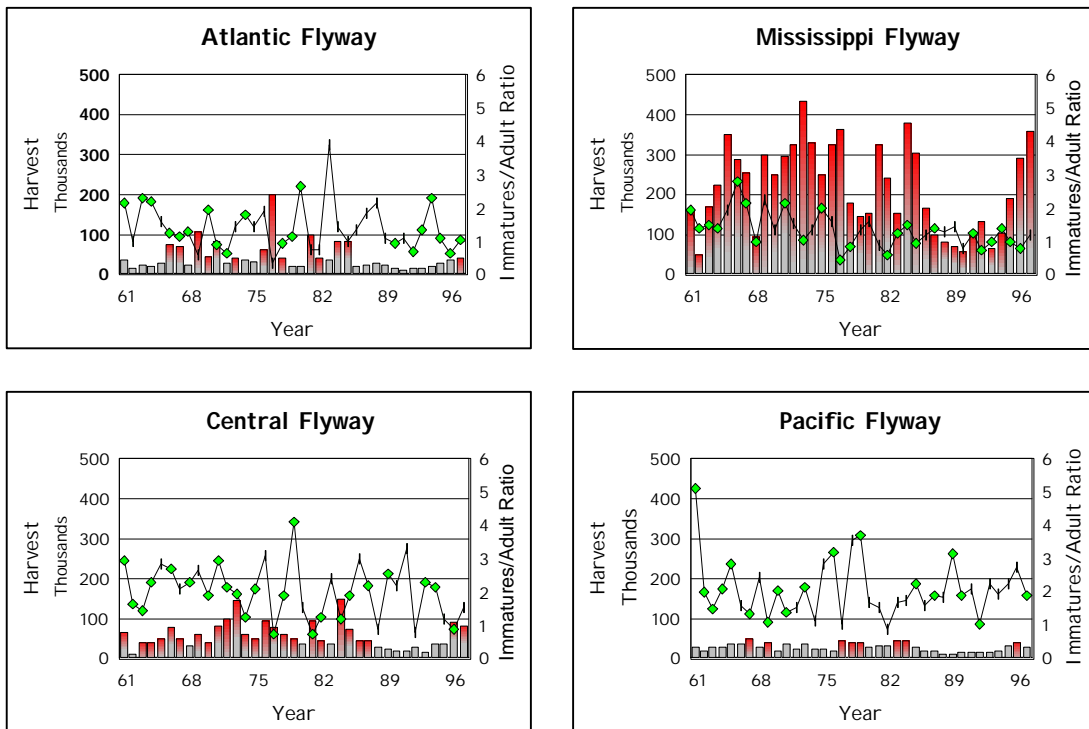 Atlantic Flyway
500
400
300
200
100
0
6
5
4
3
2
1
0
Harvest
Thousands
Immatures/Adult Ratio
61 68 75 82 89 96
Year
Mississippi Flyway
500
400
300
200
100
0
6
5
4
3
2
1
0
Harvest
Thousands
Immatures/Adult Ratio
61 68 75 82 89 96
Year
Central Flyway
500
400
300
200
100
0
6
5
4
3
2
1
0
Harvest
Thousands
Immatures/Adult Ratio
61 68 75 82 89 96
Year
Pacific Flyway
500
400
300
200
100
0
6
5
4
3
2
1
0
Harvest
Thousands
Immatures/Adult Ratio
61 68 75 82 89 96
Year